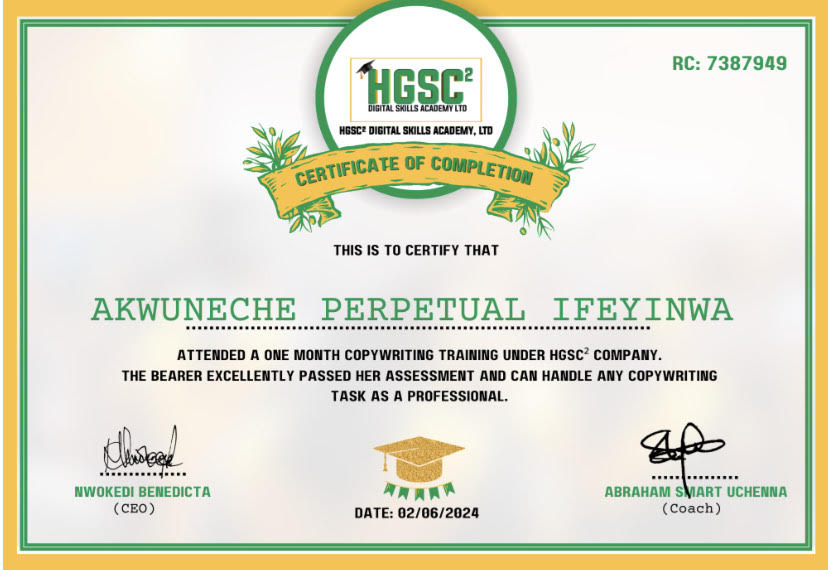 RC: 7387949
HGSC²
DIGITAL SKILLS ACADEMY LTD
HGSC² DIGITAL SKILLS ACADEMY, LTD
CERTIFICATE OF COMPLETION
THIS IS TO CERTIFY THAT
AKWUNECHE PERPETUAL IFEYINWA
ATTENDED A ONE MONTH COPYWRITING TRAINING UNDER HGSC² COMPANY.
THE BEARER EXCELLENTLY PASSED HER ASSESSMENT AND CAN HANDLE ANY COPYWRITING
TASK AS A PROFESSIONAL.
NWOKEDI BENEDICTA
(CEO)
DATE: 02/06/2024
ABRAHAM SMART UCHENNA
(Coach)